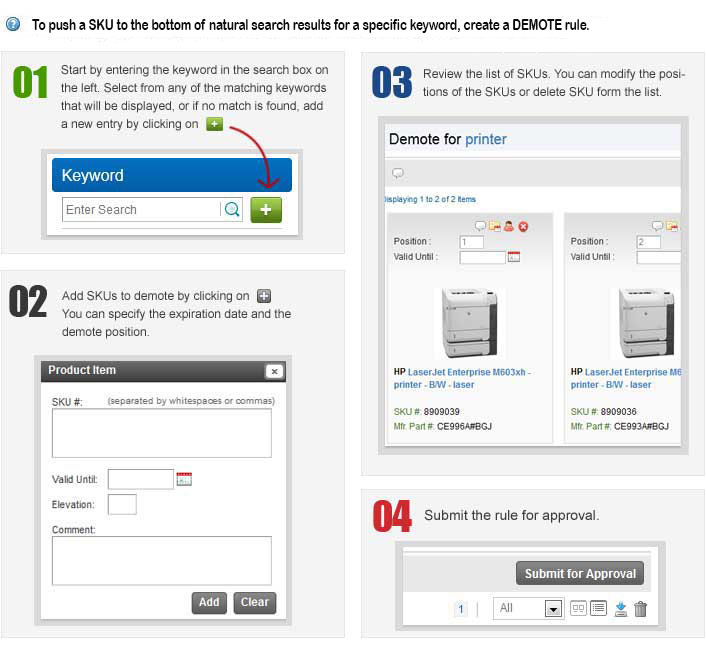 To push a SKU to the bottom of natural search results for a specific keyword, create a DEMOTE rule.
01
Start by entering the keyword in the search box on
the left. Select from any of the matching keywords
that will be displayed, or if no match is found, add
a new entry by clicking on +
Keyword
Enter Search
+
02
Add SKUs to demote by clicking on +
You can specify the expiration date and the
demote position.
Product Item
x
SKU #: (separated by whitespaces or commas)
Valid Until:
Elevation:
Comment:
Add Clear
03
Review the list of SKUs. You can modify the posi-
tions of the SKUs or delete SKU form the list.
Demote for printer
isplaying 1 to 2 of 2 Items
Position : 1
Valid Until :
HP LaserJet Enterprise M603xh -
printer - B/W - laser
SKU #: 8909039
Mfr. Part #: CE996A#BGJ
Position : 2
Valid Until :
HP LaserJet Enterprise M6
printer - B/W - laser
SKU #: 8909036
Mfr. Part #: CE993A#BGJ
04
Submit the rule for approval.
Submit for Approval
1 | All